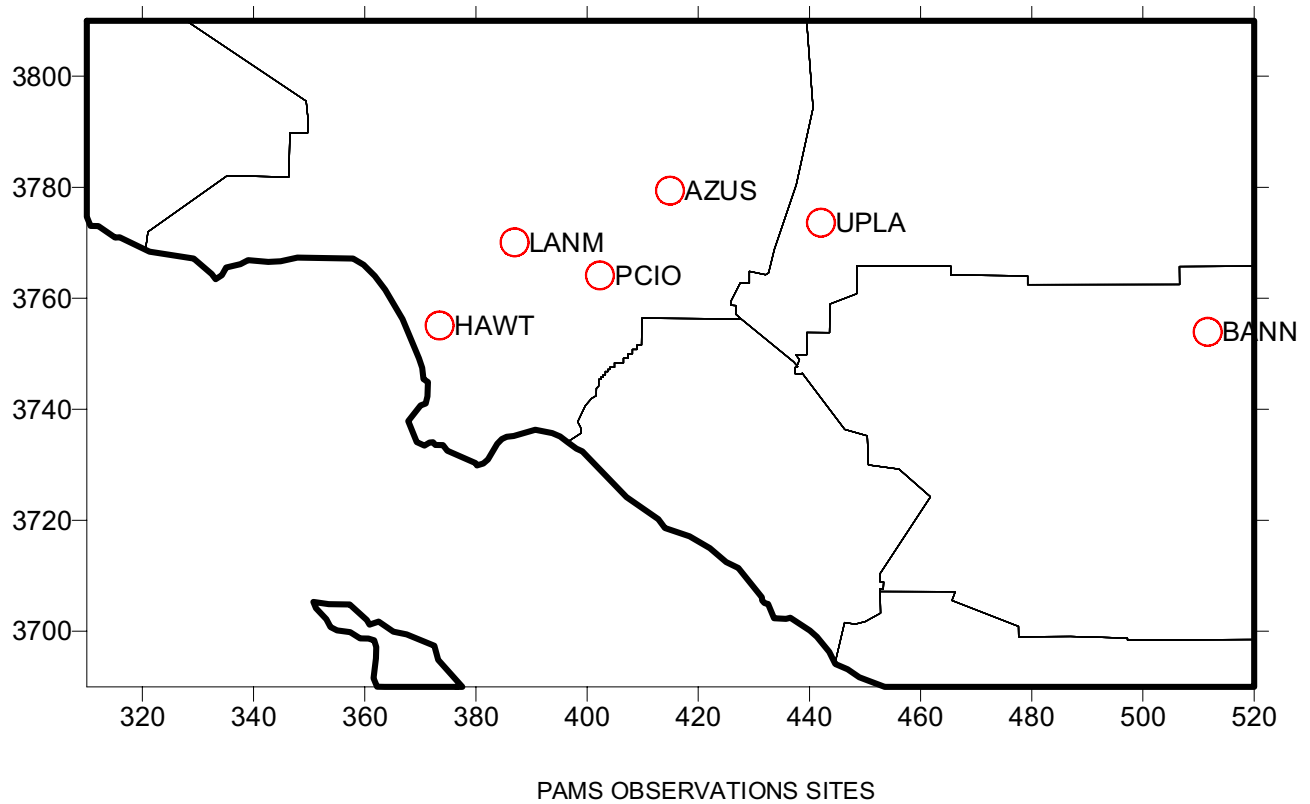 3800
3780
AZUS
UPLA
LANM
PCIO
3760
HAWT
BANN
3740
3720
3700
320 340 360 380 400 420 440 460 480 500 520
PAMS OBSERVATIONS SITES